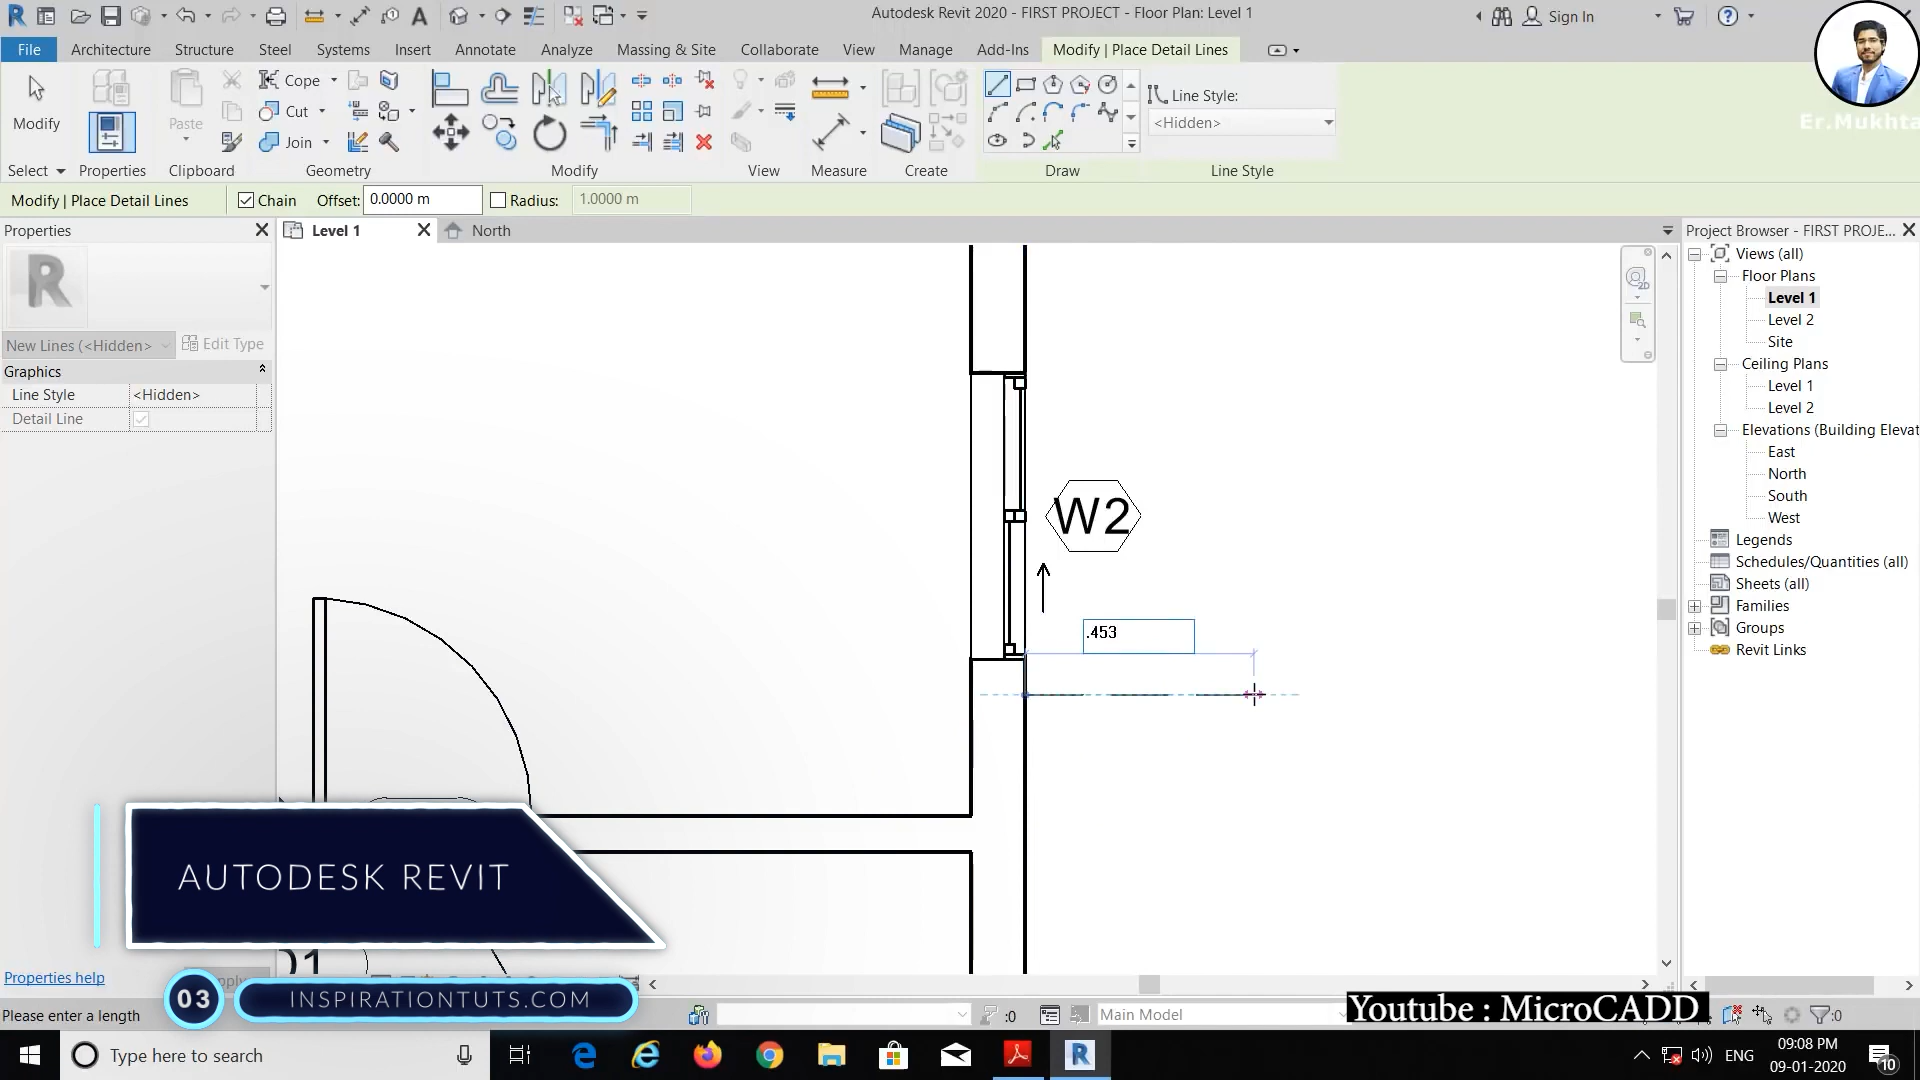 Autodesk Revit 2020 - FIRST PROJECT - Floor Plan: Level 1
Sign In
File Architecture Structure Steel Systems Insert Annotate Analyze Massing & Site Collaborate View Manage Add-Ins Modify | Place Detail Lines
Modify
Paste
Cope
Cut
Join
Line Style:
<Hidden>
Er.Mukhta
Select Properties Clipboard Geometry Modify View Measure Create Draw Line Style
Modify | Place Detail Lines Chain Offset: 0.0000 m Radius: 1.0000 m
Properties
Level 1 North
Project Browser - FIRST PROJE...
R
New Lines (<Hidden> Edit Type
Graphics
Line Style <Hidden>
Detail Line
2D
Views (all)
Floor Plans
Level 1
Level 2
Site
Ceiling Plans
Level 1
Level 2
Elevations (Building Elevat
East
North
South
West
Legends
Schedules/Quantities (all)
Sheets (all)
Families
Groups
Revit Links
W2
.453
AUTODESK REVIT
Properties help
03 INSPIRATIONTUTS.COM
Please enter a length
:0
Main Model
Youtube : MicroCADD
:0
Type here to search
ENG
09:08 PM
09-01-2020
10